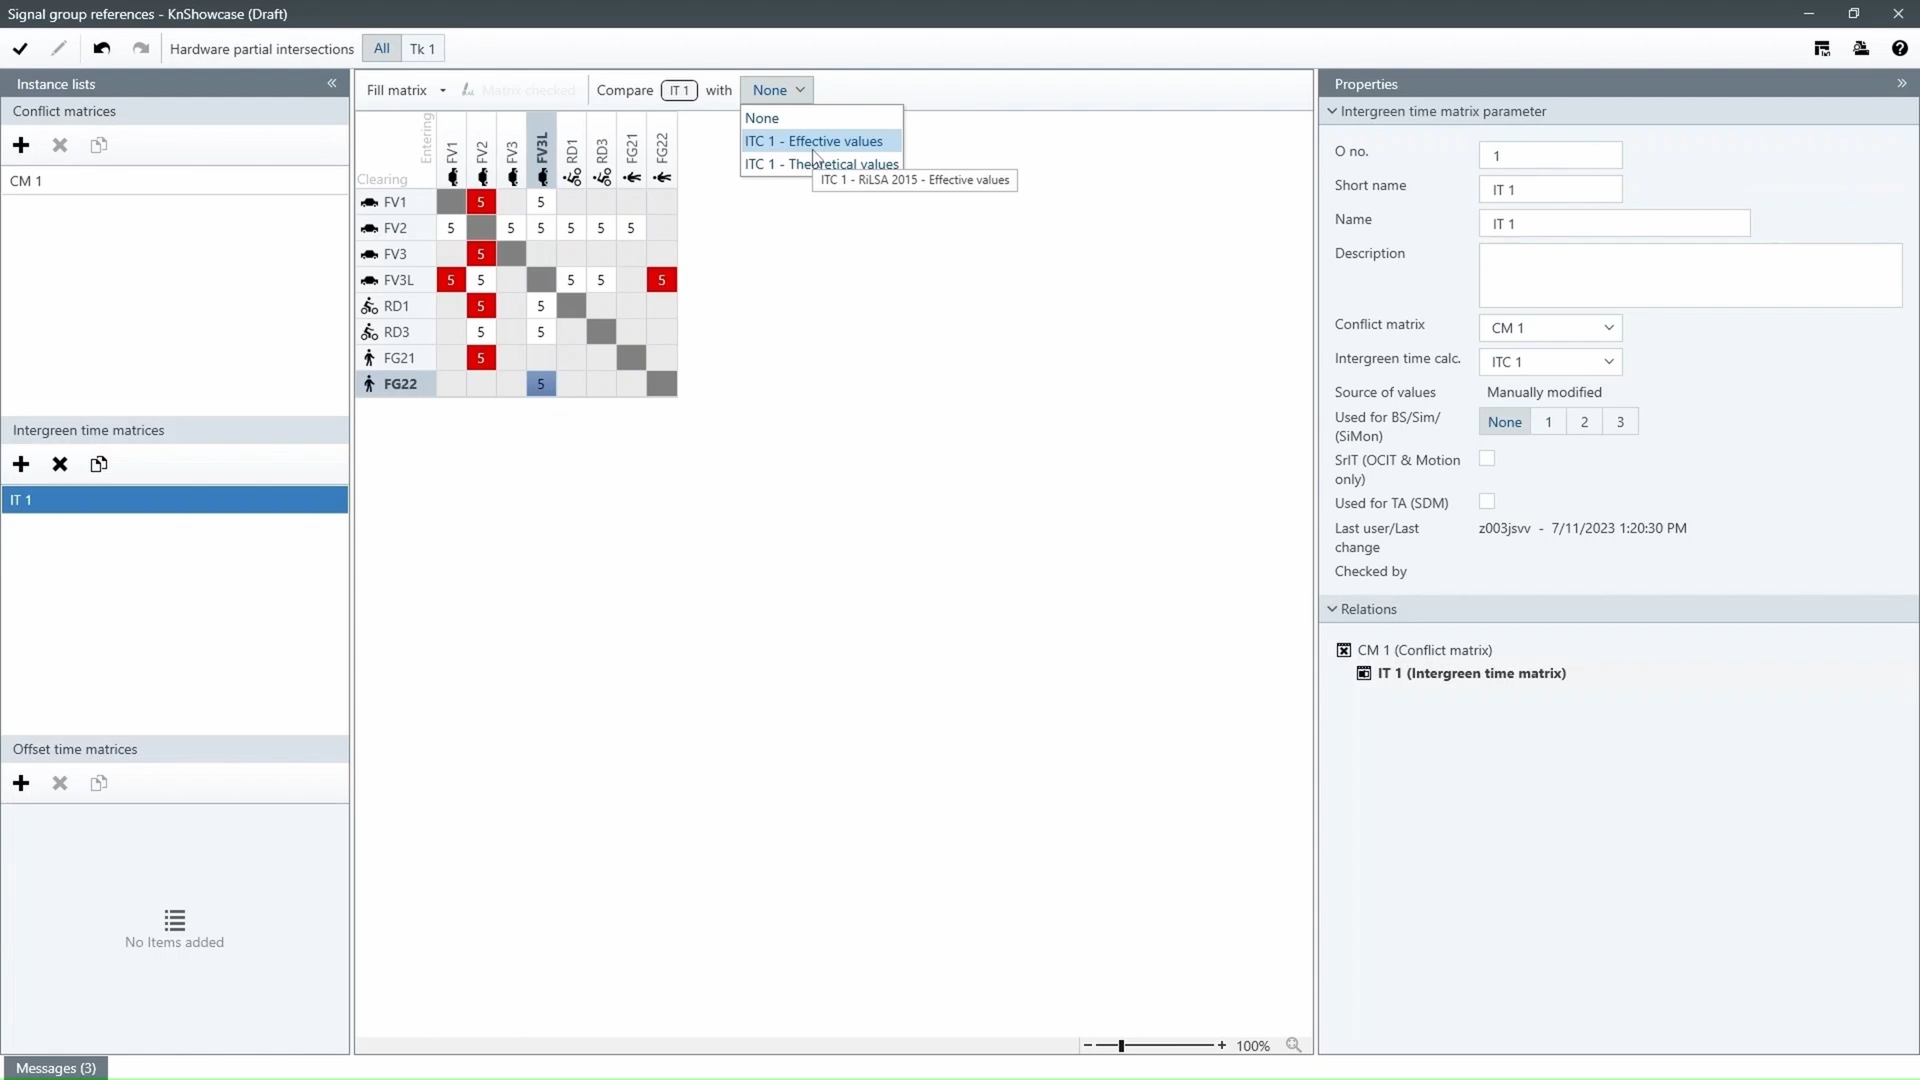 Signal group references - KnShowcase (Draft)
Hardware partial intersections All Tk 1
Instance lists
Conflict matrices
CM 1
Intergreen time matrices
IT 1
Offset time matrices
No Items added
Fill matrix Matrix checked Compare IT 1 with None
None
ITC 1 - Effective values
ITC 1 - Theoretical values
ITC 1 - RiLSA 2015 - Effective values
Entering
Clearing
FV1 FV2 FV3 FV3L RD1 RD3 FG21 FG22
FV1 5 5
FV2 5 5 5 5 5 5
FV3 5
FV3L 5 5 5 5 5
RD1 5 5
RD3 5 5
FG21 5
FG22 5
100%
Properties
Intergreen time matrix parameter
O no. 1
Short name IT 1
Name IT 1
Description
Conflict matrix CM 1
Intergreen time calc. ITC 1
Source of values Manually modified
Used for BS/Sim/
(SiMon)
None 1 2 3
SrIT (OCIT & Motion
only)
Used for TA (SDM)
Last user/Last
change
z003jsvv - 7/11/2023 1:20:30 PM
Checked by
Relations
CM 1 (Conflict matrix)
IT 1 (Intergreen time matrix)
Messages (3)